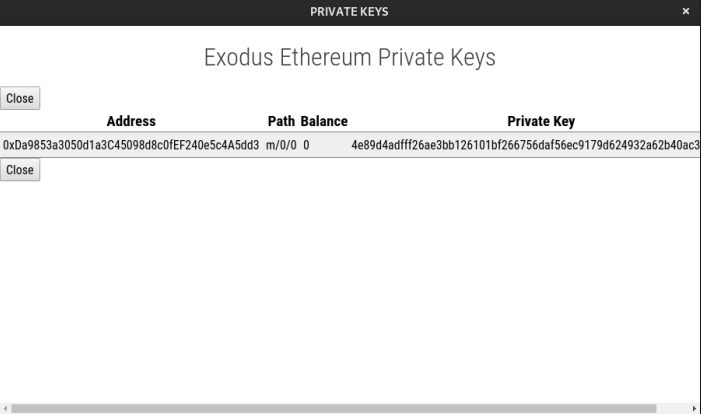 PRIVATE KEYS ×
Exodus Ethereum Private Keys
Close
Address Path Balance Private Key
0xDa9853a3050d1a3C45098d8c0fEF240e5c4A5dd3 m/0/0 0 4e89d4adfff26ae3bb126101bf266756daf56ec9179d624932a62b40ac3
Close